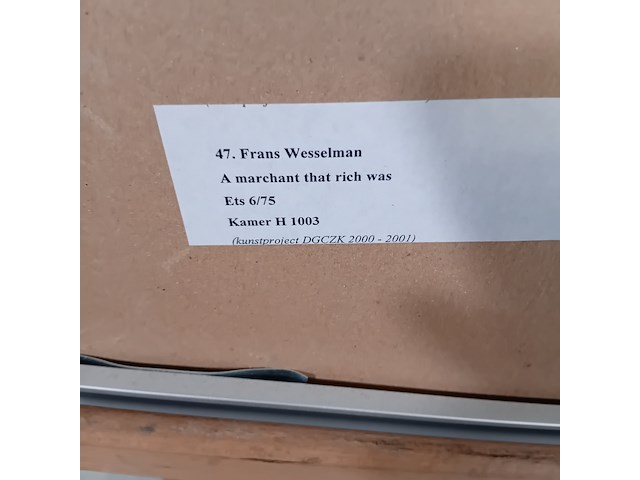 47. Frans Wesselman
A marchant that rich was
Ets 6/75
Kamer H 1003
(kunstproject DGCZK 2000 - 2001)